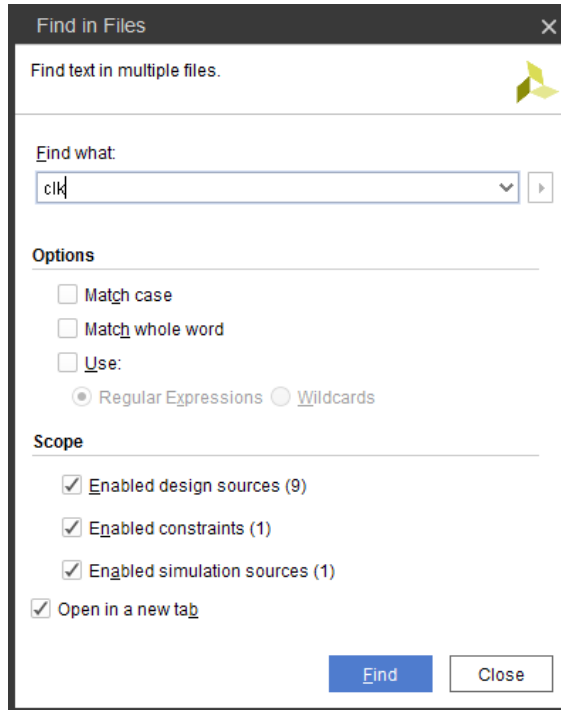 Find in Files
Find text in multiple files.
Find what:
clk
Options
Match case
Match whole word
Use:
Regular Expressions Wildcards
Scope
Enabled design sources (9)
Enabled constraints (1)
Enabled simulation sources (1)
Open in a new tab
Find Close